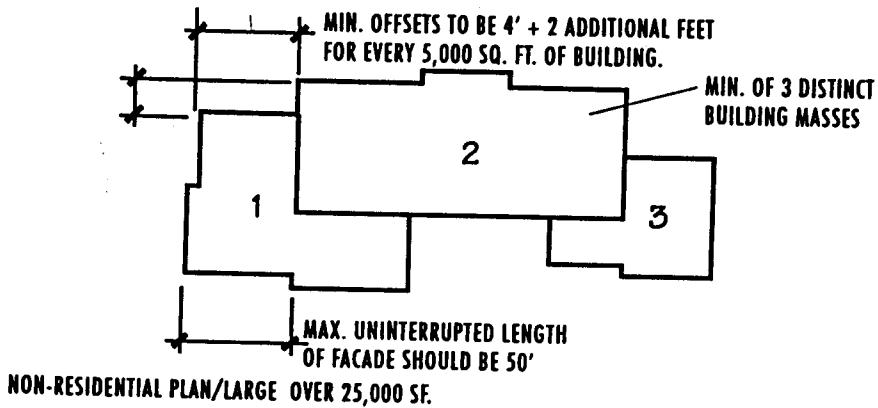 MIN. OFFSETS TO BE 4' + 2 ADDITIONAL FEET
FOR EVERY 5,000 SQ. FT. OF BUILDING.
MIN. OF 3 DISTINCT
BUILDING MASSES
2
1
3
MAX. UNINTERRUPTED LENGTH
OF FACADE SHOULD BE 50'
NON-RESIDENTIAL PLAN/LARGE OVER 25,000 SF.